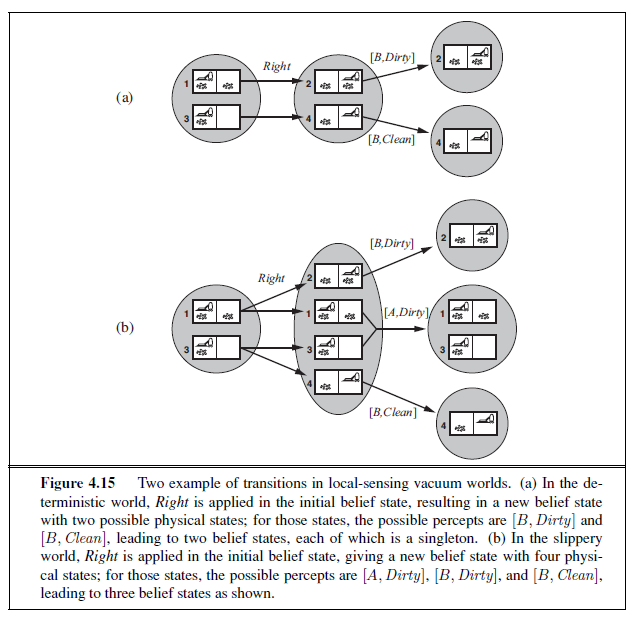 (a)
Right
[B,Dirty]
[B,Clean]
1
3
2
4
2
4
(b)
Right
[B,Dirty]
[A,Dirty]
[B,Clean]
1
3
2
1
3
4
2
1
3
4
Figure 4.15 Two example of transitions in local-sensing vacuum worlds. (a) In the de-
terministic world, Right is applied in the initial belief state, resulting in a new belief state
with two possible physical states; for those states, the possible percepts are [B, Dirty] and
[B, Clean], leading to two belief states, each of which is a singleton. (b) In the slippery
world, Right is applied in the initial belief state, giving a new belief state with four physi-
cal states; for those states, the possible percepts are [A, Dirty], [B, Dirty], and [B, Clean],
leading to three belief states as shown.